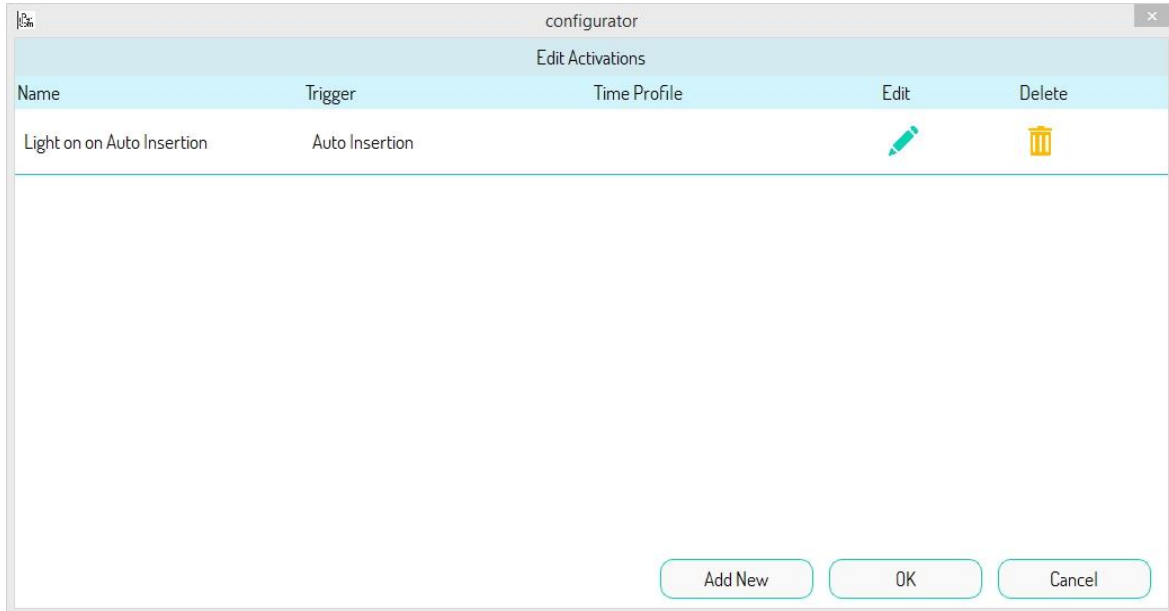 configurator
Edit Activations
Name Trigger Time Profile Edit Delete
Light on on Auto Insertion Auto Insertion
Add New OK Cancel